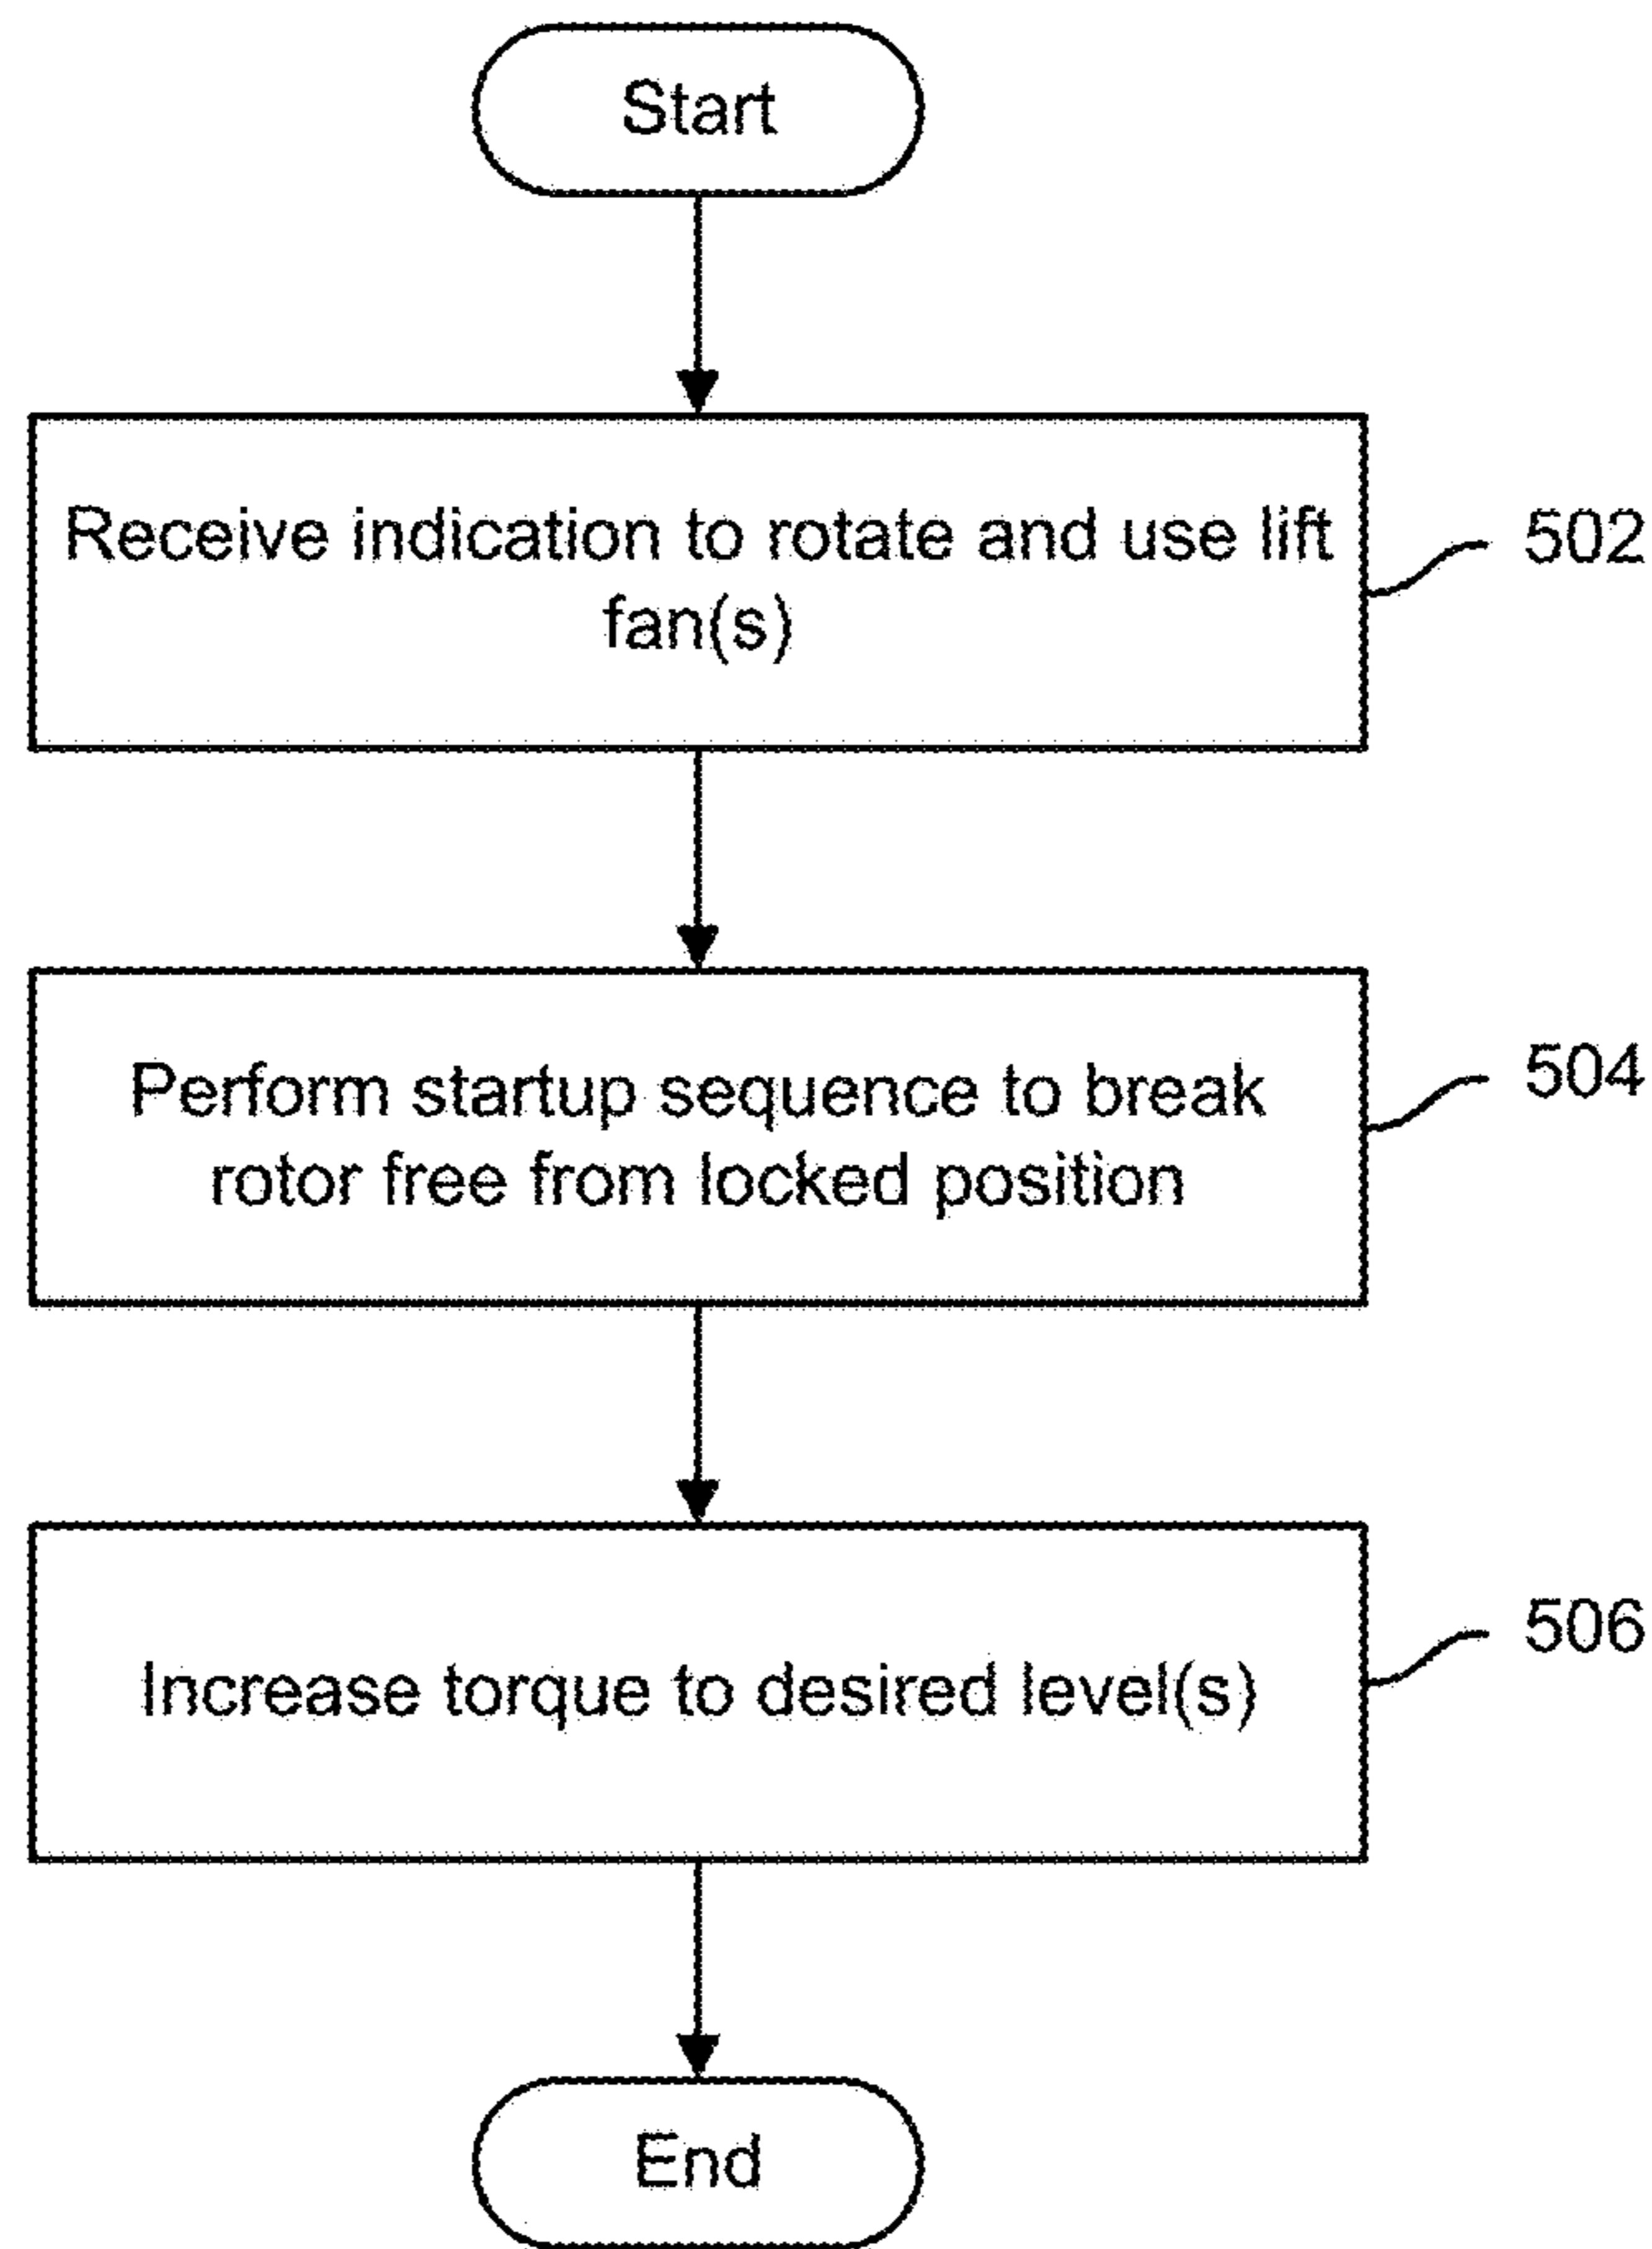 Start
Receive indication to rotate and use lift
fan(s)
502
Perform startup sequence to break
rotor free from locked position
504
Increase torque to desired level(s)
506
End